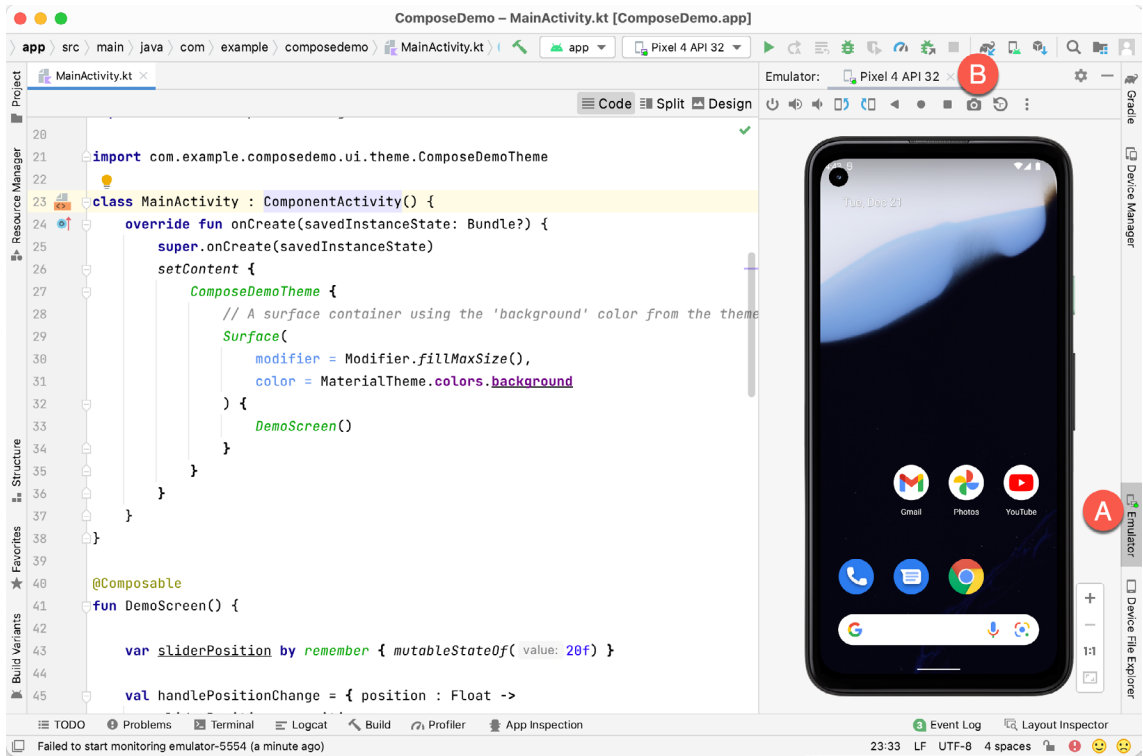 ComposeDemo – MainActivity.kt [ComposeDemo.app]
app src main java com example composedemo MainActivity.kt app Pixel 4 API 32
Project
Resource Manager
Structure
Favorites
Build Variants
MainActivity.kt
Code Split Design
20
21 import com.example.composedemo.ui.theme.ComposeDemoTheme
22
23 class MainActivity : ComponentActivity() {
24 override fun onCreate(savedInstanceState: Bundle?) {
25 super.onCreate(savedInstanceState)
26 setContent {
27 ComposeDemoTheme {
28 // A surface container using the 'background' color from the theme
29 Surface(
30 modifier = Modifier.fillMaxSize(),
31 color = MaterialTheme.colors.background
32 ) {
33 DemoScreen()
34 }
35 }
36 }
37 }
38 }
39
40 @Composable
41 fun DemoScreen() {
42
43 var sliderPosition by remember { mutableStateOf( value: 20f) }
44
45 val handlePositionChange = { position : Float ->
Emulator: Pixel 4 API 32
B
Tue, Dec 21
Gmail Photos YouTube
A
1:1
Gradle
Device Manager
Emulator
Device File Explorer
TODO Problems Terminal Logcat Build Profiler App Inspection 3 Event Log Layout Inspector
Failed to start monitoring emulator-5554 (a minute ago) 23:33 LF UTF-8 4 spaces